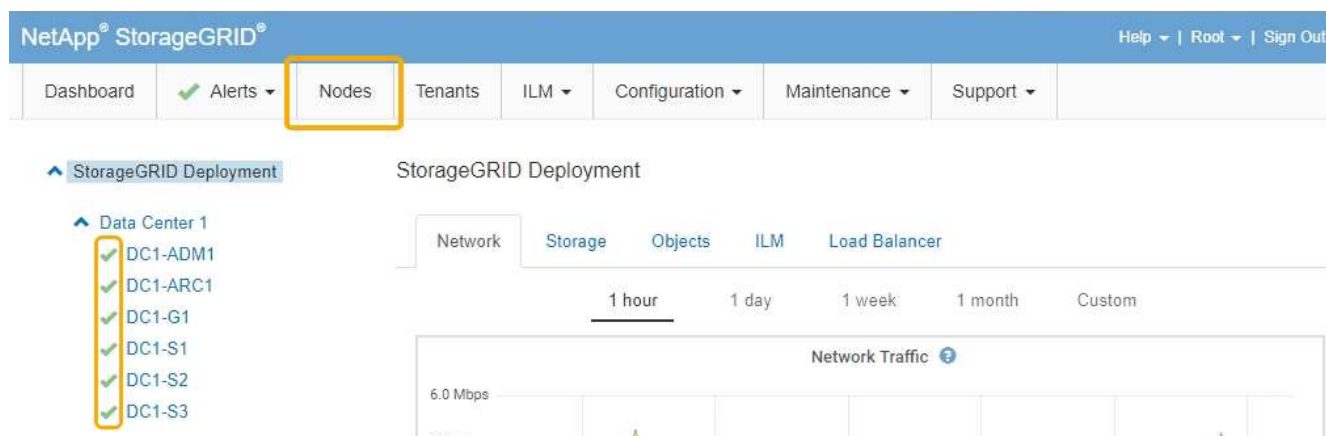 NetApp® StorageGRID®
Help | Root | Sign Out
Dashboard Alerts Nodes Tenants ILM Configuration Maintenance Support
StorageGRID Deployment
Data Center 1
DC1-ADM1
DC1-ARC1
DC1-G1
DC1-S1
DC1-S2
DC1-S3
StorageGRID Deployment
Network Storage Objects ILM Load Balancer
1 hour 1 day 1 week 1 month Custom
Network Traffic ?
6.0 Mbps